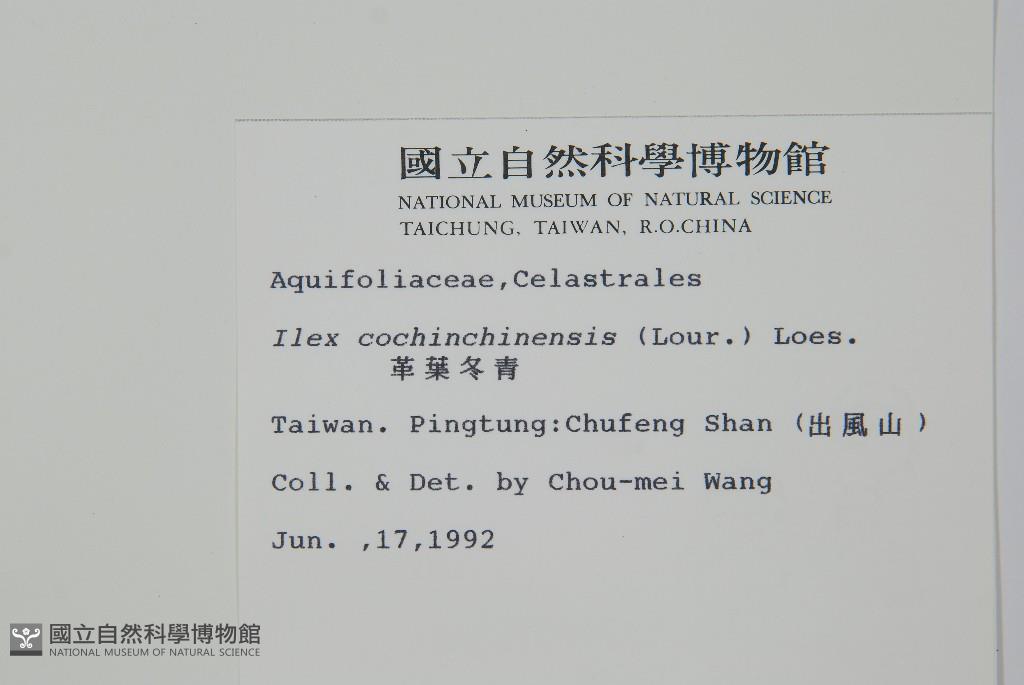 國立自然科學博物館
NATIONAL MUSEUM OF NATURAL SCIENCE
TAICHUNG, TAIWAN, R.O.CHINA
Aquifoliaceae,Celastrales
Ilex cochinchinensis (Lour.) Loes.
革葉冬青
Taiwan. Pingtung:Chufeng Shan (出風山)
Coll. & Det. by Chou-mei Wang
Jun. ,17,1992
國立自然科學博物館
NATIONAL MUSEUM OF NATURAL SCIENCE